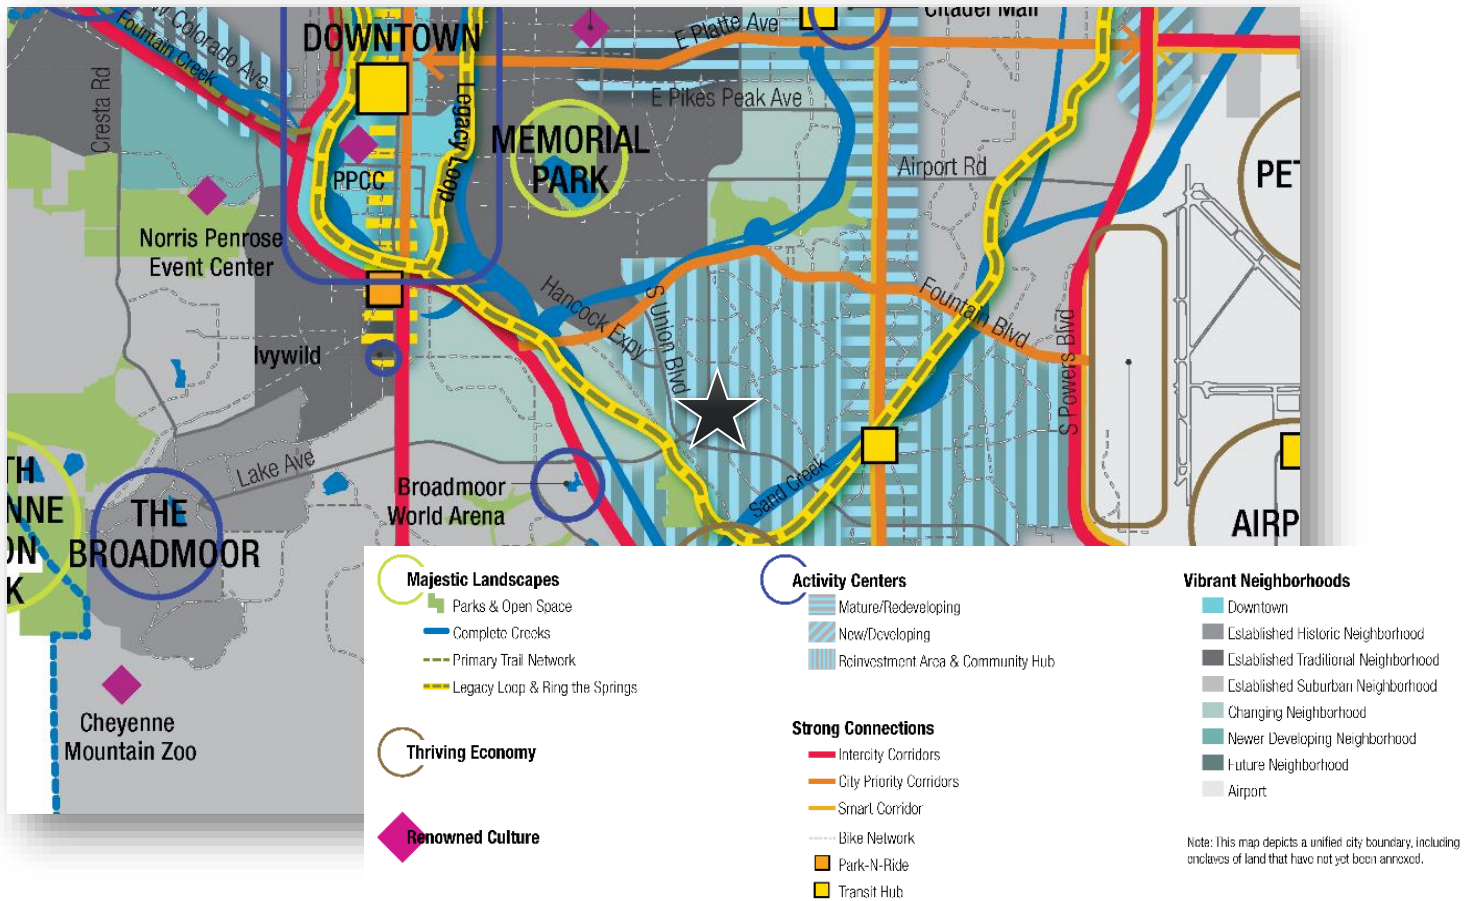 Citadel Mall
W Colorado Ave
Fountain Creek
DOWNTOWN
E Platte Ave
E Pikes Peak Ave
Cresta Rd
Legacy Loop
MEMORIAL
PARK
Airport Rd
PPCC
PET
Norris Penrose
Event Center
Hancock Expy
S Union Blvd
Fountain Blvd
S Powers Blvd
Ivywild
Lake Ave
Broadmoor
World Arena
Sand Creek
TH
NNE
ON
K
THE
BROADMOOR
AIRP
Cheyenne
Mountain Zoo
Majestic Landscapes
Parks & Open Space
Complete Creeks
Primary Trail Network
Legacy Loop & Ring the Springs
Thriving Economy
Renowned Culture
Activity Centers
Mature/Redeveloping
New/Developing
Reinvestment Area & Community Hub
Strong Connections
Intercity Corridors
City Priority Corridors
Smart Corridor
Bike Network
Park-N-Ride
Transit Hub
Vibrant Neighborhoods
Downtown
Established Historic Neighborhood
Established Traditional Neighborhood
Established Suburban Neighborhood
Changing Neighborhood
Newer Developing Neighborhood
Future Neighborhood
Airport
Note: This map depicts a unified city boundary, including
enclaves of land that have not yet been annexed.